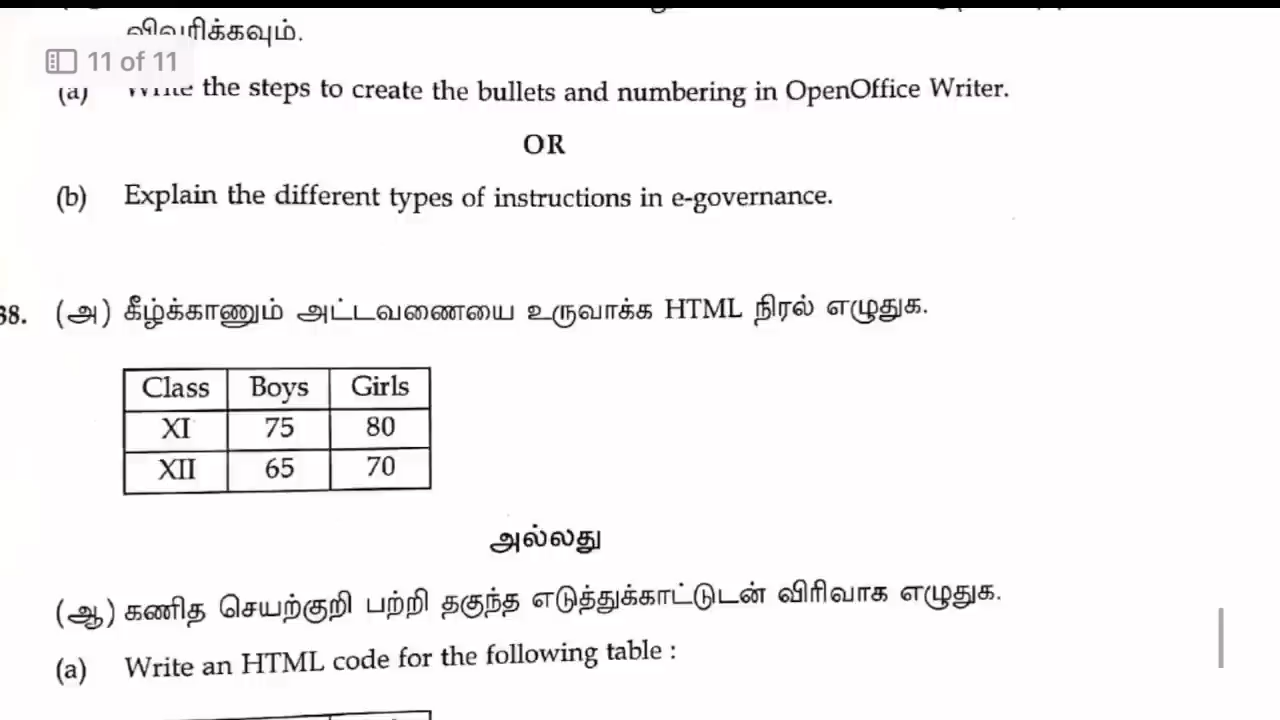 விவரிக்கவும்.
11 of 11
(a) Write the steps to create the bullets and numbering in OpenOffice Writer.
OR
(b) Explain the different types of instructions in e-governance.
38. (அ) கீழ்க்காணும் அட்டவணையை உருவாக்க HTML நிரல் எழுதுக.
Class Boys Girls
XI 75 80
XII 65 70
அல்லது
(ஆ) கணித செயற்குறி பற்றி தகுந்த எடுத்துக்காட்டுடன் விரிவாக எழுதுக.
(a) Write an HTML code for the following table :